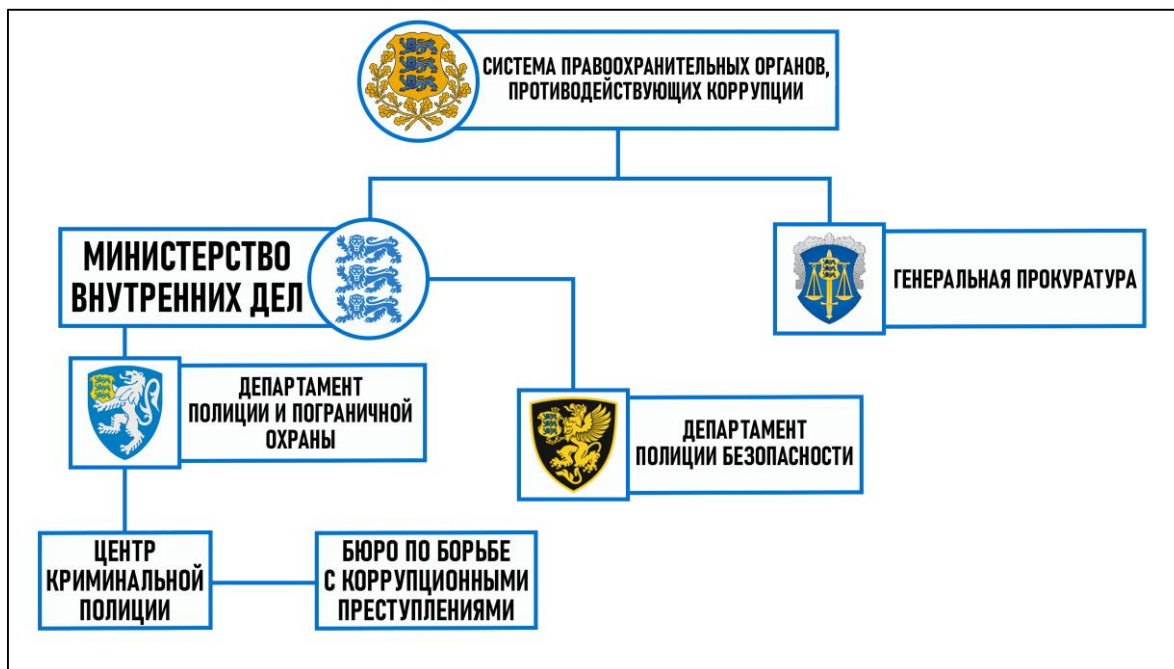 СИСТЕМА ПРАВООХРАНИТЕЛЬНЫХ ОРГАНОВ,
ПРОТИВОДЕЙСТВУЮЩИХ КОРРУПЦИИ
МИНИСТЕРСТВО
ВНУТРЕННИХ ДЕЛ
ГЕНЕРАЛЬНАЯ ПРОКУРАТУРА
ДЕПАРТАМЕНТ
ПОЛИЦИИ И ПОГРАНИЧНОЙ
ОХРАНЫ
ДЕПАРТАМЕНТ
ПОЛИЦИИ БЕЗОПАСНОСТИ
ЦЕНТР
КРИМИНАЛЬНОЙ
ПОЛИЦИИ
БЮРО ПО БОРЬБЕ
С КОРРУПЦИОННЫМИ
ПРЕСТУПЛЕНИЯМИ